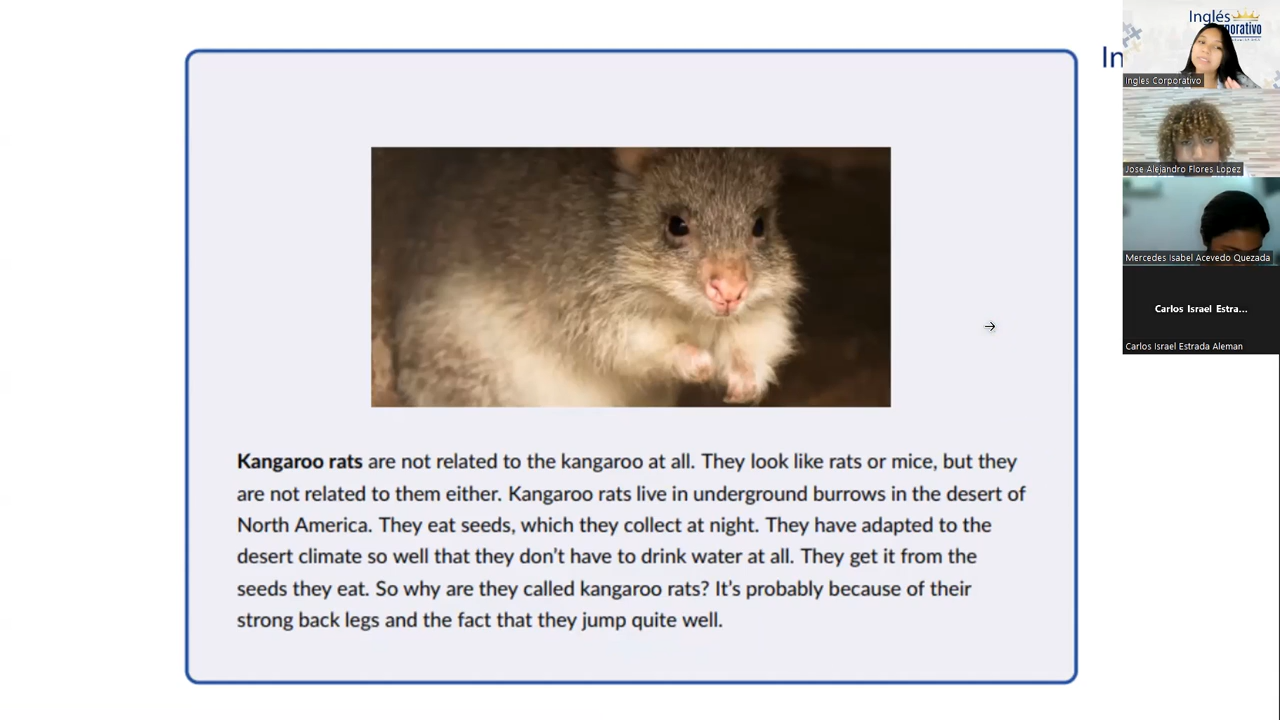 Kangaroo rats are not related to the kangaroo at all. They look like rats or mice, but they
are not related to them either. Kangaroo rats live in underground burrows in the desert of
North America. They eat seeds, which they collect at night. They have adapted to the
desert climate so well that they don’t have to drink water at all. They get it from the
seeds they eat. So why are they called kangaroo rats? It’s probably because of their
strong back legs and the fact that they jump quite well.
In
Inglés
Ingles Corporativo
Jose Alejandro Flores Lopez
Mercedes Isabel Acevedo Quezada
Carlos Israel Estra...
Carlos Israel Estrada Aleman